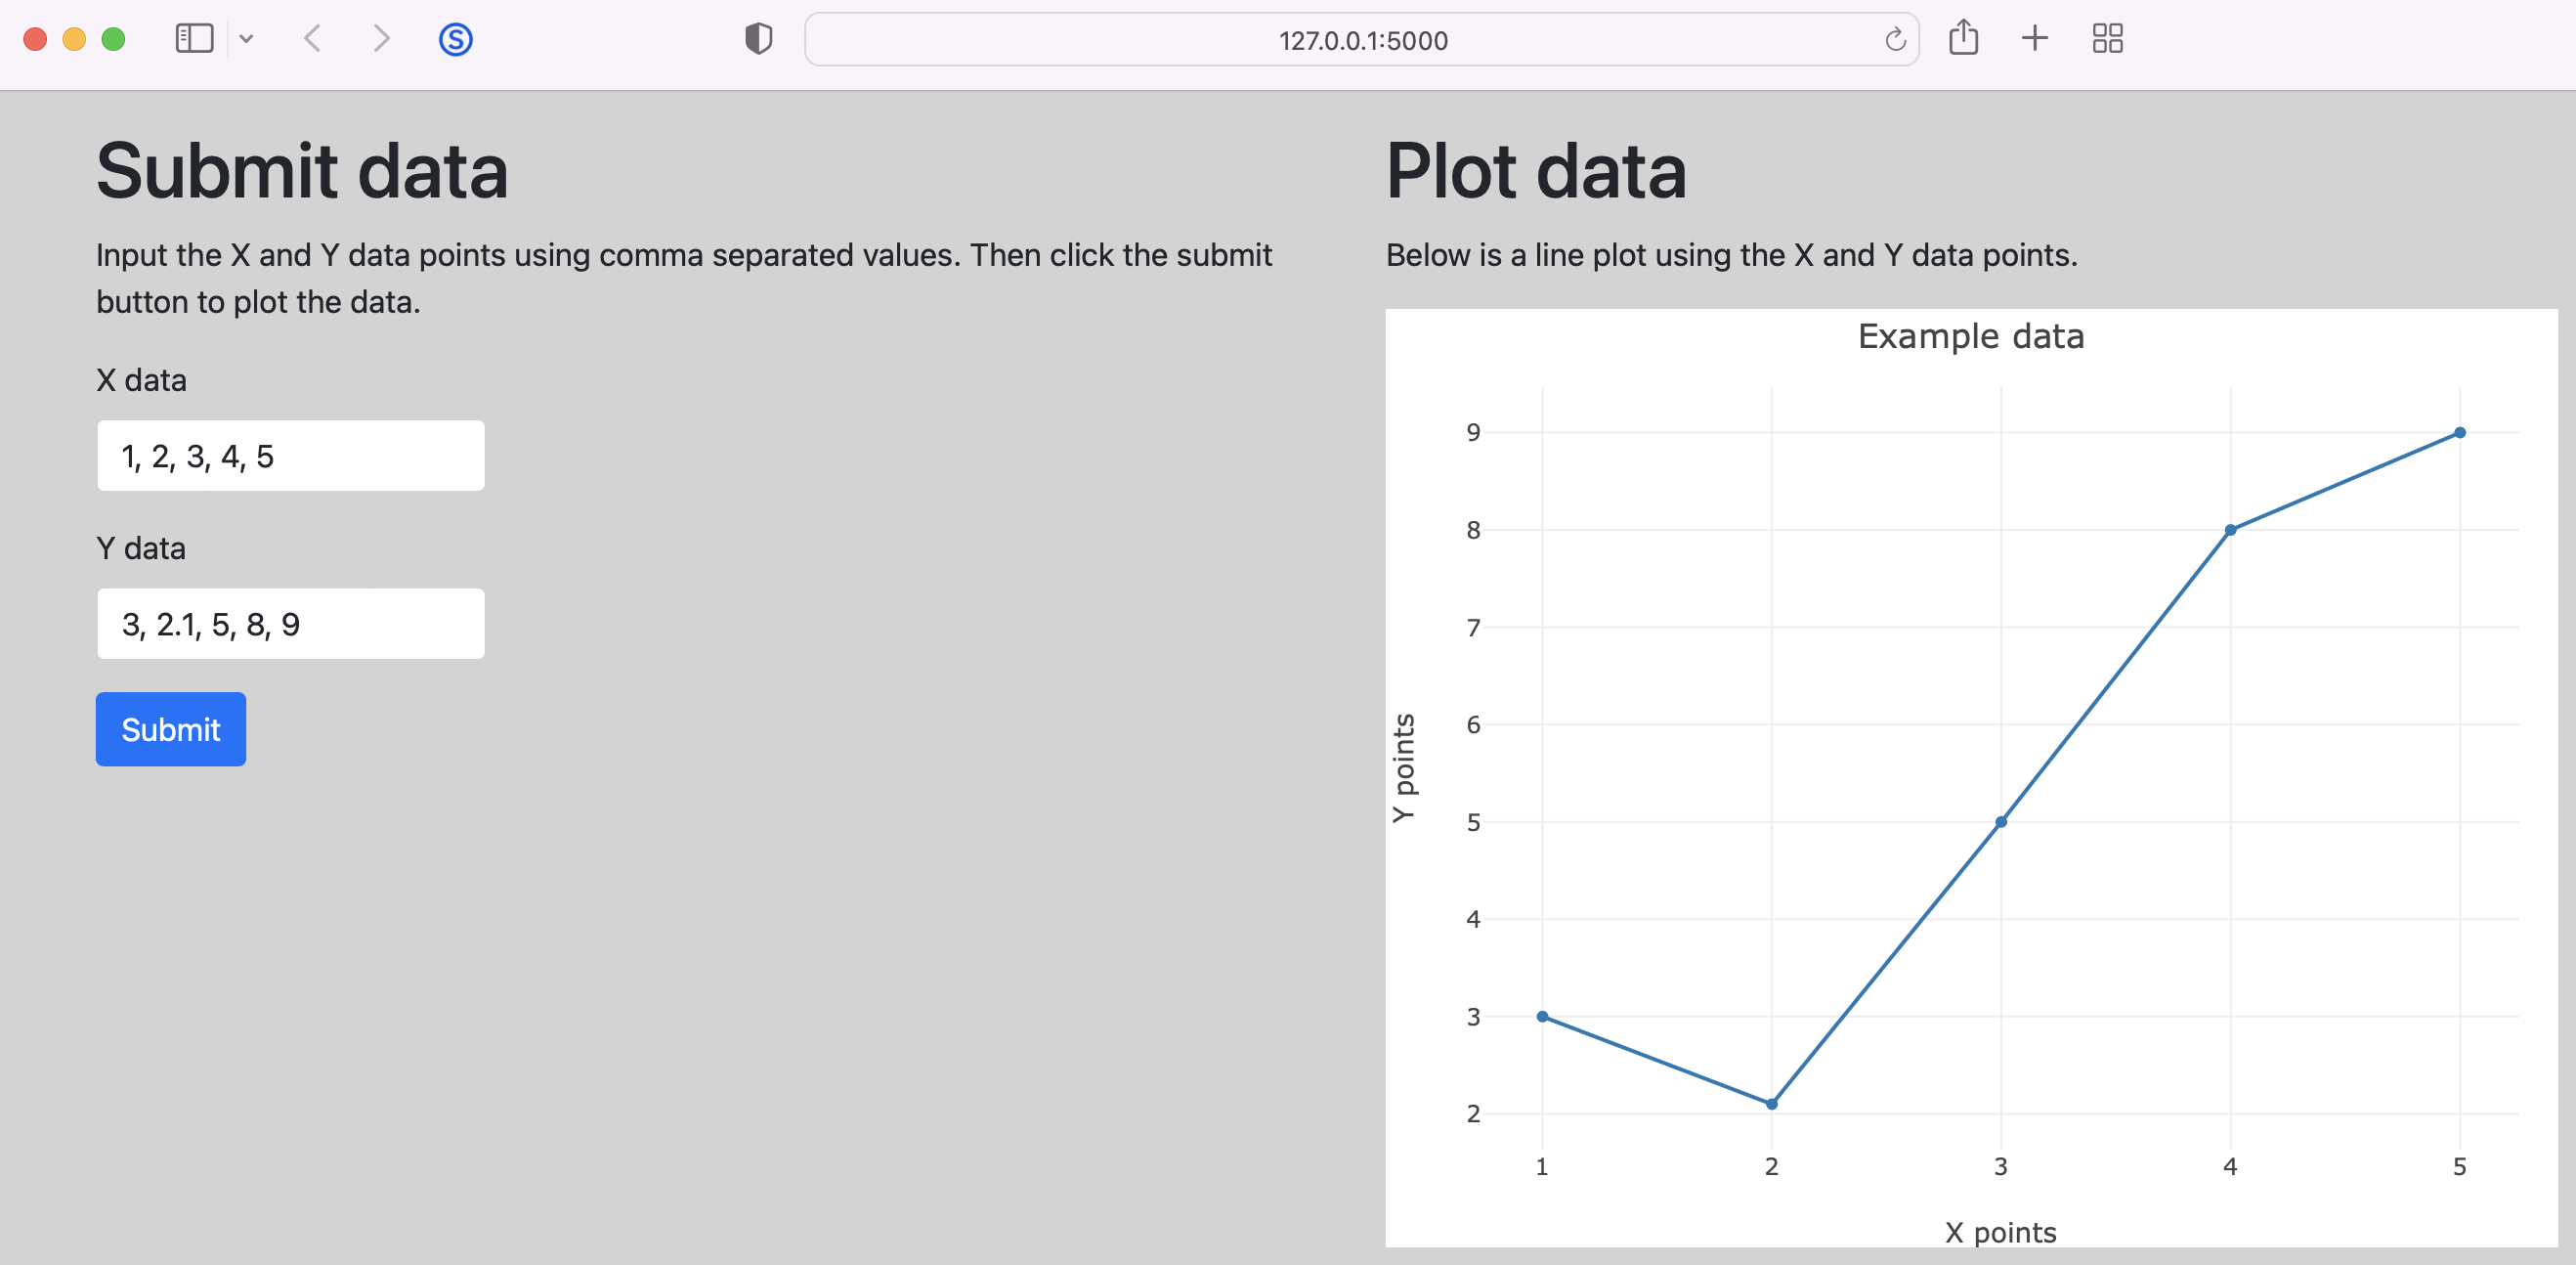 127.0.0.1:5000
Submit data
Input the X and Y data points using comma separated values. Then click the submit
button to plot the data.
X data
1, 2, 3, 4, 5
Y data
3, 2.1, 5, 8, 9
Submit
Plot data
Below is a line plot using the X and Y data points.
Example data
9
8
7
6
5
4
3
2
Y points
1 2 3 4 5
X points